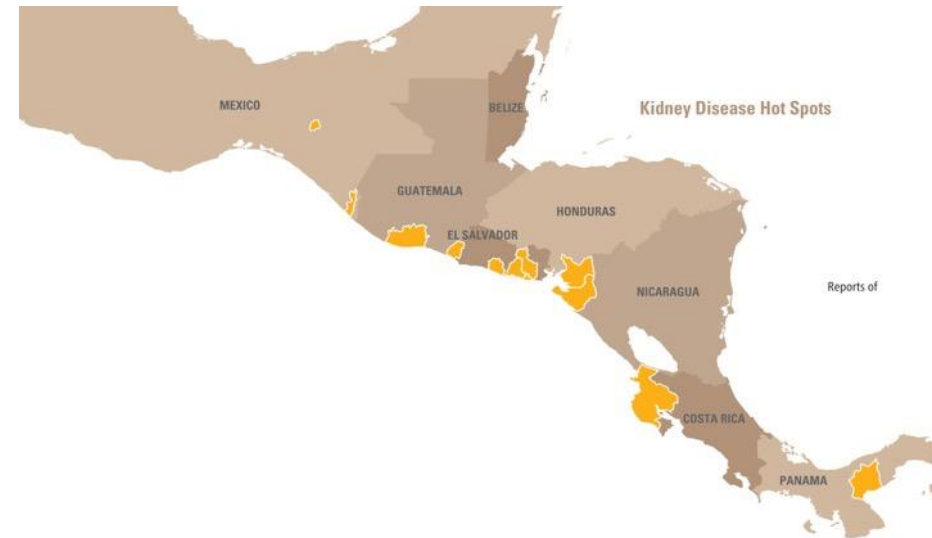 MEXICO
BELIZE
Kidney Disease Hot Spots
GUATEMALA
HONDURAS
EL SALVADOR
NICARAGUA
Reports of
COSTA RICA
PANAMA